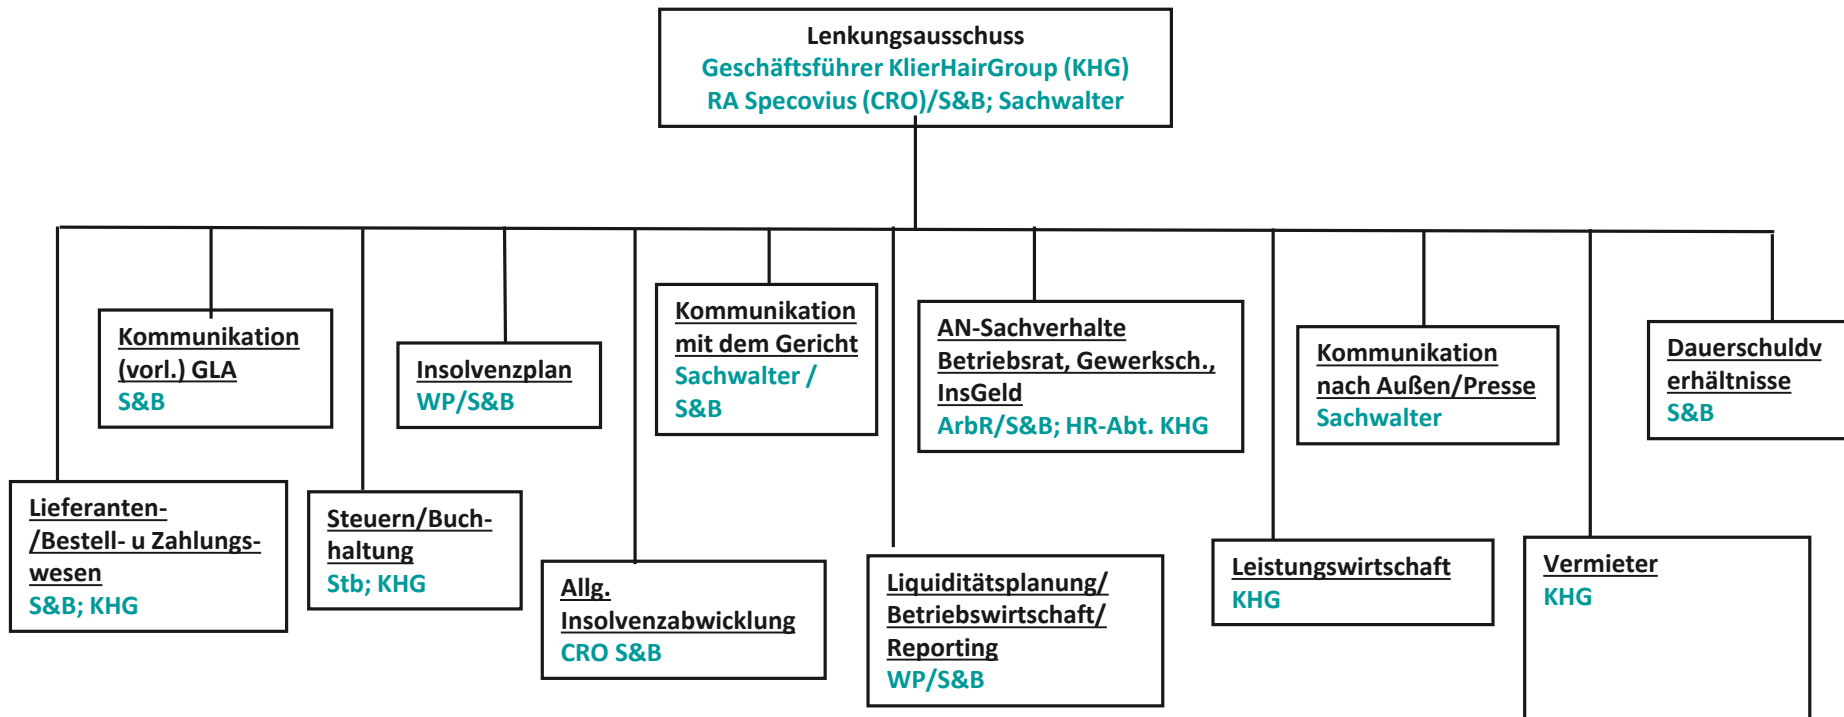 Lenkungsausschuss
Geschäftsführer KlierHairGroup (KHG)
RA Specovius (CRO)/S&B; Sachwalter
Kommunikation
(vorl.) GLA
S&B
Insolvenzplan
WP/S&B
Kommunikation
mit dem Gericht
Sachwalter /
S&B
AN-Sachverhalte
Betriebsrat, Gewerksch.,
InsGeld
ArbR/S&B; HR-Abt. KHG
Kommunikation
nach Außen/Presse
Sachwalter
Dauerschuldv
erhältnisse
S&B
Lieferanten-
/Bestell- u Zahlungs-
wesen
S&B; KHG
Steuern/Buch-
haltung
Stb; KHG
Allg.
Insolvenzabwicklung
CRO S&B
Liquiditätsplanung/
Betriebswirtschaft/
Reporting
WP/S&B
Leistungswirtschaft
KHG
Vermieter
KHG